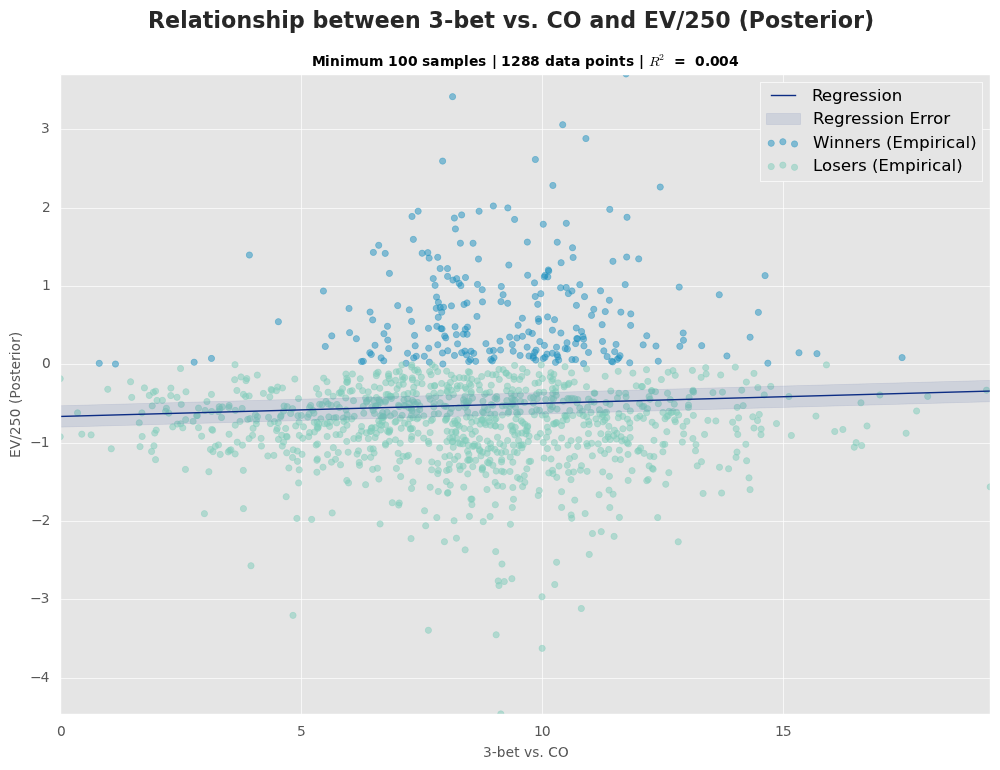 Relationship between 3-bet vs. CO and EV/250 (Posterior)
Minimum 100 samples | 1288 data points | R² = 0.004
Regression
Regression Error
Winners (Empirical)
Losers (Empirical)
EV/250 (Posterior)
3
2
1
0
−1
−2
−3
−4
0 5 10 15
3-bet vs. CO